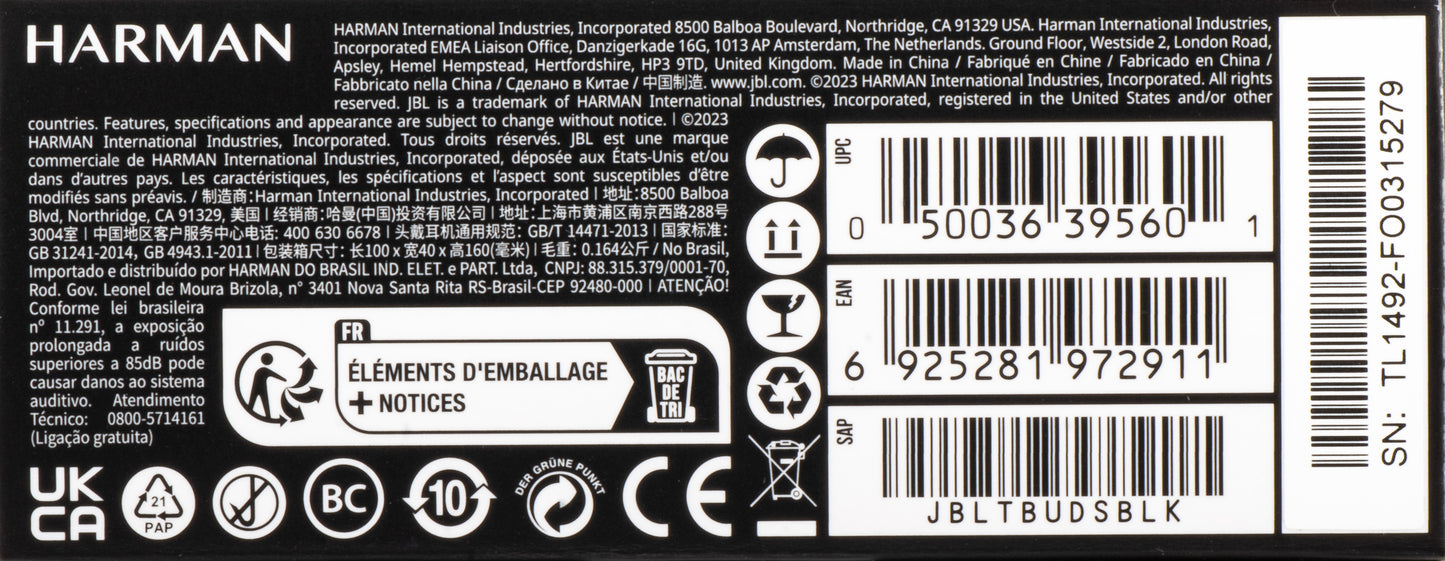 HARMAN
HARMAN International Industries, Incorporated 8500 Balboa Boulevard, Northridge, CA 91329 USA. Harman International Industries,
Incorporated EMEA Liaison Office, Danzigerkade 16G, 1013 AP Amsterdam, The Netherlands. Ground Floor, Westside 2, London Road,
Apsley, Hemel Hempstead, Hertfordshire, HP3 9TD, United Kingdom. Made in China / Fabriqué en Chine / Fabricado en China /
Fabbricato nella China / Сделано в Китае / 中国制造. www.jbl.com. ©2023 HARMAN International Industries, Incorporated. All rights
reserved. JBL is a trademark of HARMAN International Industries, Incorporated, registered in the United States and/or other
countries. Features, specifications and appearance are subject to change without notice. | ©2023
HARMAN International Industries, Incorporated. Tous droits réservés. JBL est une marque
commerciale de HARMAN International Industries, Incorporated, déposée aux États-Unis et/ou
dans d'autres pays. Les caractéristiques, les spécifications et l'aspect sont susceptibles d'être
modifiés sans préavis. / 制造商:Harman International Industries, Incorporated | 地址:8500 Balboa
Blvd, Northridge, CA 91329, 美国 | 经销商:哈曼(中国)投资有限公司 | 地址:上海市黄浦区南京西路288号
3004室 | 中国地区客户服务中心电话: 400 630 6678 | 头戴耳机通用规范: GB/T 14471-2013 | 国家标准:
GB 31241-2014, GB 4943.1-2011 | 包装箱尺寸: 长100 x 宽40 x 高160(毫米) | 毛重: 0.164公斤 / No Brasil,
Importado e distribuído por HARMAN DO BRASIL IND. ELET. e PART. Ltda, CNPJ: 88.315.379/0001-70,
Rod. Gov. Leonel de Moura Brizola, n° 3401 Nova Santa Rita RS-Brasil-CEP 92480-000 | ATENÇÃO!
Conforme lei brasileira
nº 11.291, a exposição
prolongada a ruídos
superiores a 85dB pode
causar danos ao sistema
auditivo. Atendimento
Técnico: 0800-5714161
(Ligação gratuita)
FR
ÉLÉMENTS D'EMBALLAGE
+ NOTICES
BAC
DE
TRI
UK
CA
21
PAP
BC
10
DER GRÜNE PUNKT
CE
UPC
0 50036 39560 1
EAN
6 925281 972911
SAP
JBLTBUDSBLK
SN: TL1492-FO0315279